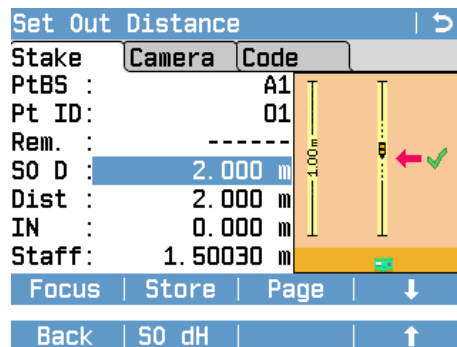 Set Out Distance
Stake Camera Code
PtBS : A1
Pt ID: 01
Rem. : ------
SO D : 2.000 m
Dist : 2.000 m
IN : 0.000 m
Staff: 1.50030 m
1.00 m
Focus | Store | Page | ↓
Back | SO dH | | ↑